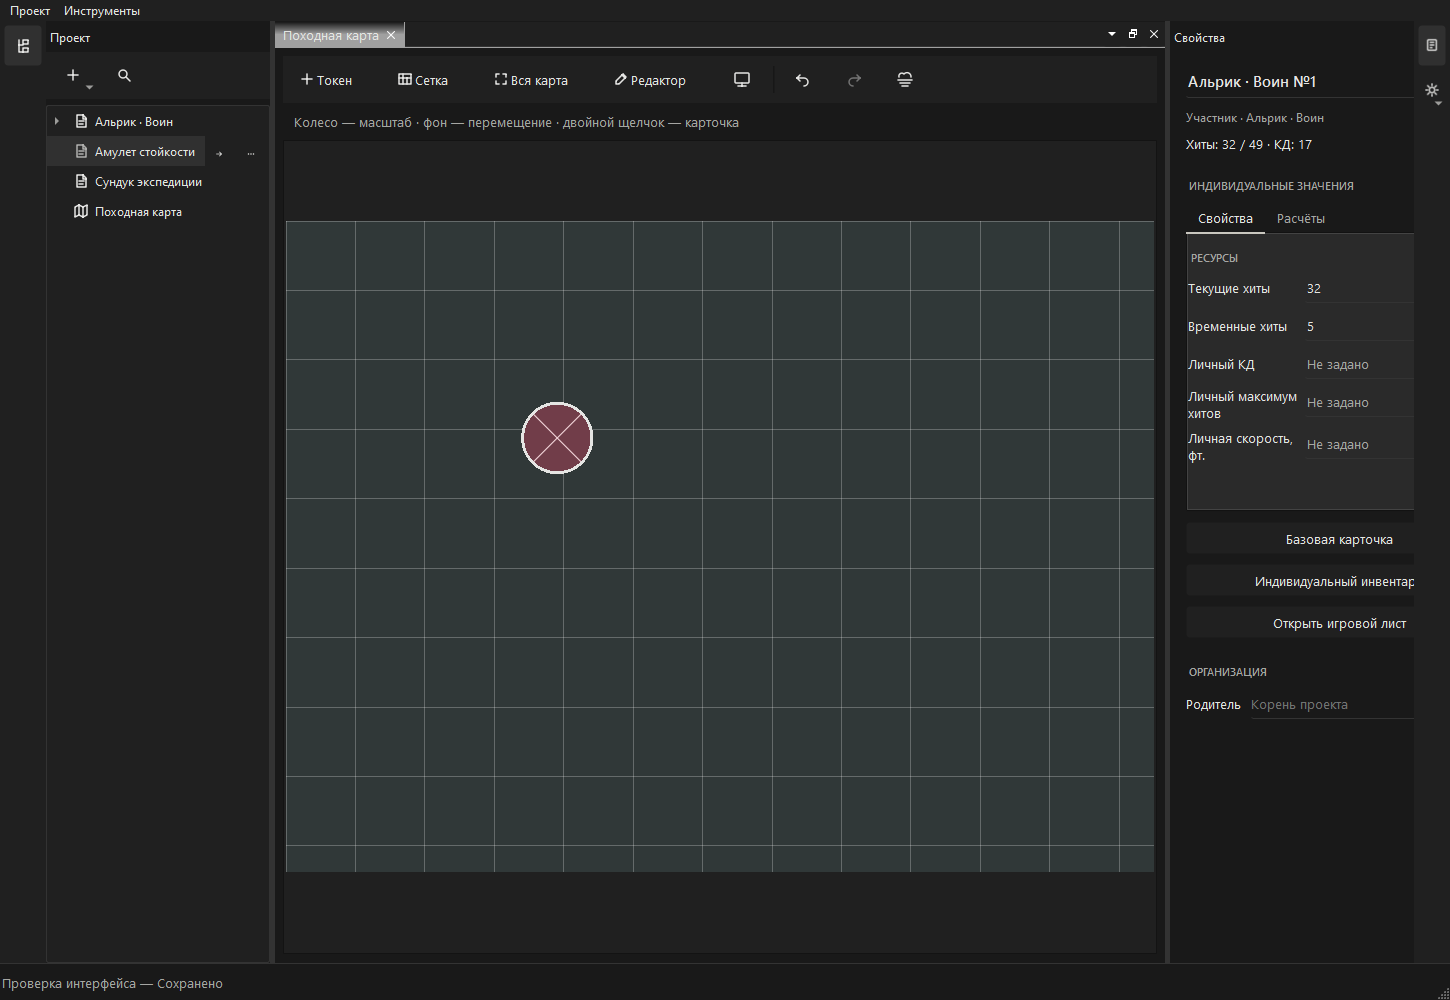 Проект Инструменты
Проект
Походная карта
Свойства
Токен Сетка Вся карта Редактор
Колесо — масштаб · фон — перемещение · двойной щелчок — карточка
Альрик · Воин
Амулет стойкости → ...
Сундук экспедиции
Походная карта
Альрик · Воин №1
Участник · Альрик · Воин
Хиты: 32 / 49 · КД: 17
ИНДИВИДУАЛЬНЫЕ ЗНАЧЕНИЯ
Свойства Расчёты
РЕСУРСЫ
Текущие хиты 32
Временные хиты 5
Личный КД Не задано
Личный максимум
хитов Не задано
Личная скорость,
фт. Не задано
Базовая карточка
Индивидуальный инвентар
Открыть игровой лист
ОРГАНИЗАЦИЯ
Родитель Корень проекта
Проверка интерфейса — Сохранено